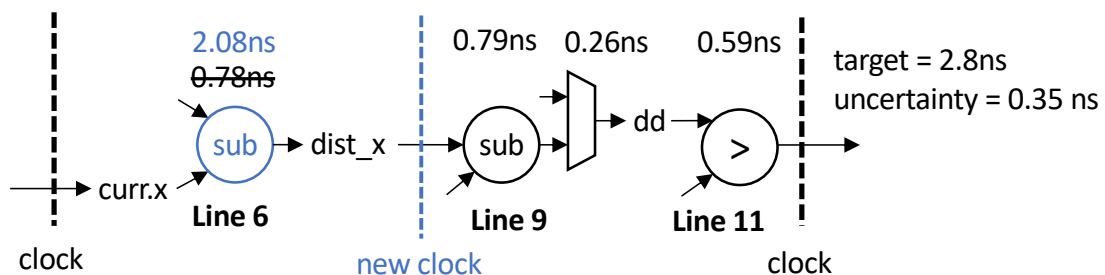 2.08ns
0.78ns
0.79ns
0.26ns
0.59ns
target = 2.8ns
uncertainty = 0.35 ns
sub
dist_x
sub
dd
>
curr.x
Line 6
Line 9
Line 11
clock
new clock
clock